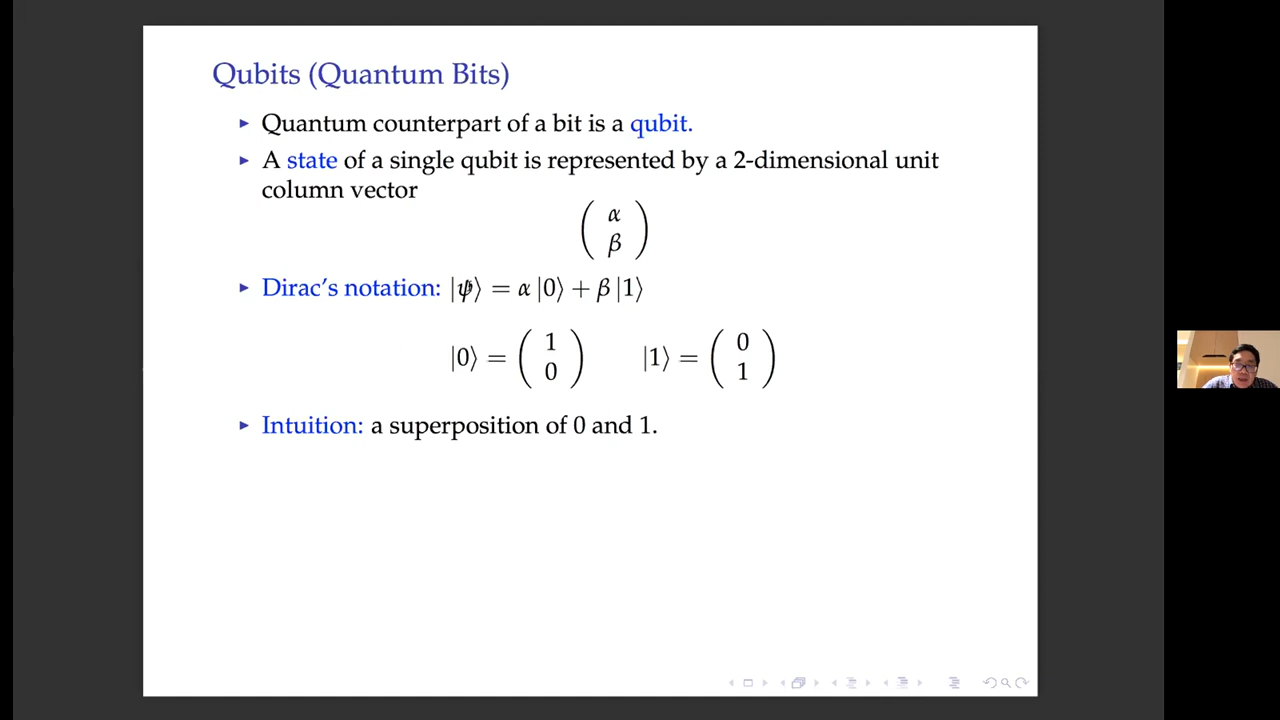 Qubits (Quantum Bits)
▸ Quantum counterpart of a bit is a qubit.
▸ A state of a single qubit is represented by a 2-dimensional unit
column vector
( α
β )
▸ Dirac's notation: |ψ⟩ = α |0⟩ + β |1⟩
|0⟩ = ( 1
0 ) |1⟩ = ( 0
1 )
▸ Intuition: a superposition of 0 and 1.